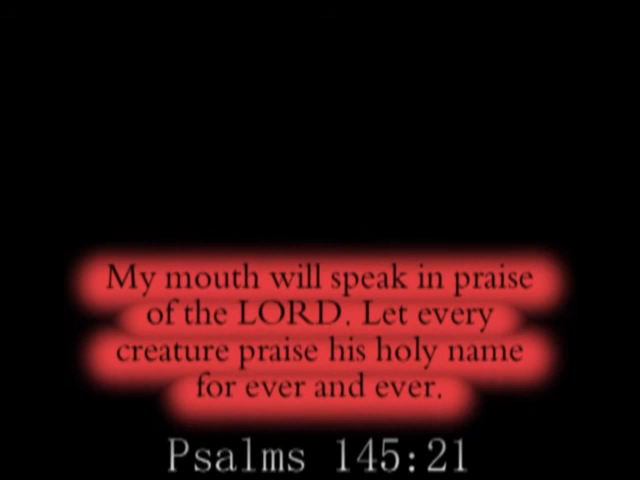 My mouth will speak in praise
of the LORD. Let every
creature praise his holy name
for ever and ever.
Psalms 145:21